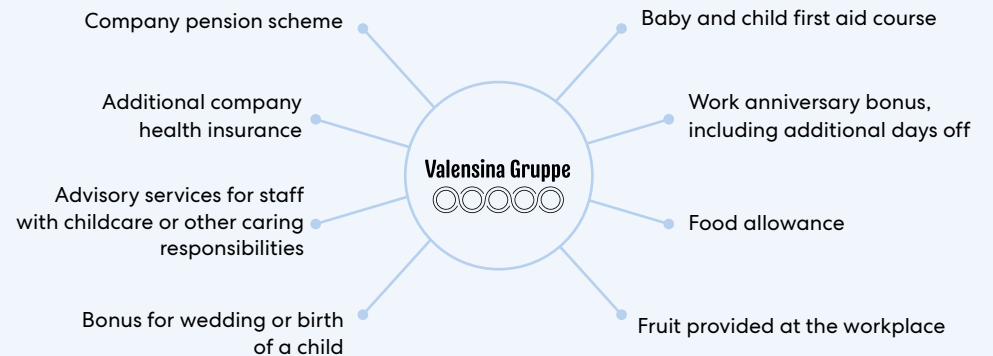 Company pension scheme
Baby and child first aid course
Additional company
health insurance
Work anniversary bonus,
including additional days off
Valensina Gruppe
Advisory services for staff
with childcare or other caring
responsibilities
Food allowance
Bonus for wedding or birth
of a child
Fruit provided at the workplace